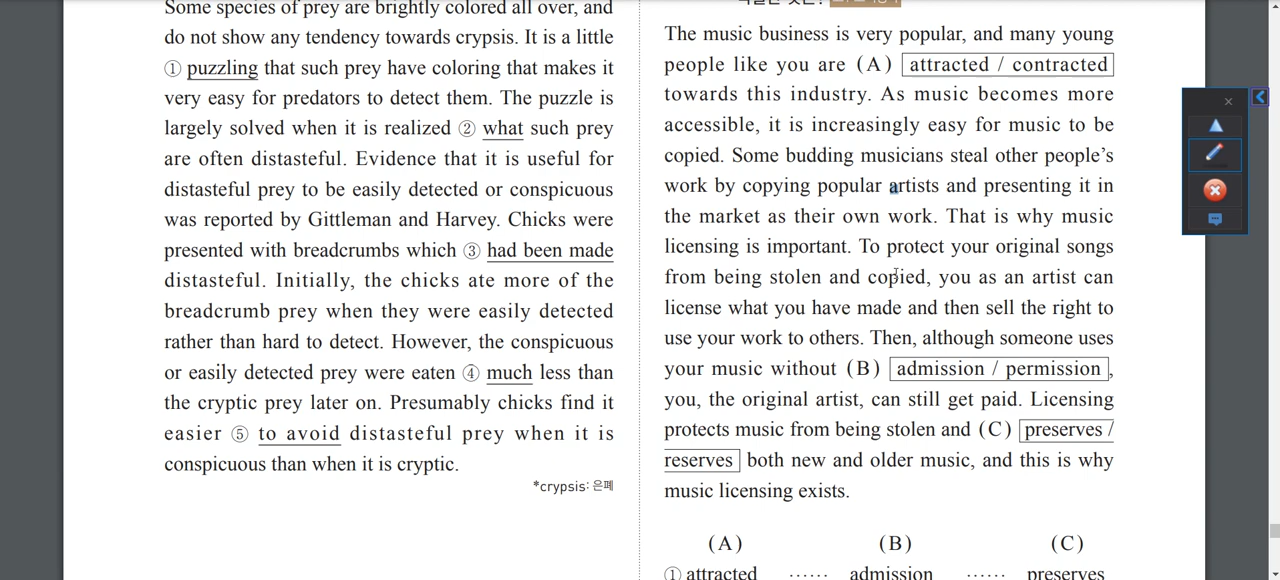 Some species of prey are brightly colored all over, and
do not show any tendency towards crypsis. It is a little
① puzzling that such prey have coloring that makes it
very easy for predators to detect them. The puzzle is
largely solved when it is realized ② what such prey
are often distasteful. Evidence that it is useful for
distasteful prey to be easily detected or conspicuous
was reported by Gittleman and Harvey. Chicks were
presented with breadcrumbs which ③ had been made
distasteful. Initially, the chicks ate more of the
breadcrumb prey when they were easily detected
rather than hard to detect. However, the conspicuous
or easily detected prey were eaten ④ much less than
the cryptic prey later on. Presumably chicks find it
easier ⑤ to avoid distasteful prey when it is
conspicuous than when it is cryptic.
*crypsis: 은폐
The music business is very popular, and many young
people like you are (A) attracted / contracted
towards this industry. As music becomes more
accessible, it is increasingly easy for music to be
copied. Some budding musicians steal other people's
work by copying popular artists and presenting it in
the market as their own work. That is why music
licensing is important. To protect your original songs
from being stolen and copied, you as an artist can
license what you have made and then sell the right to
use your work to others. Then, although someone uses
your music without (B) admission / permission,
you, the original artist, can still get paid. Licensing
protects music from being stolen and (C) preserves /
reserves both new and older music, and this is why
music licensing exists.
(A) (B) (C)
① attracted ...... admission ...... preserves